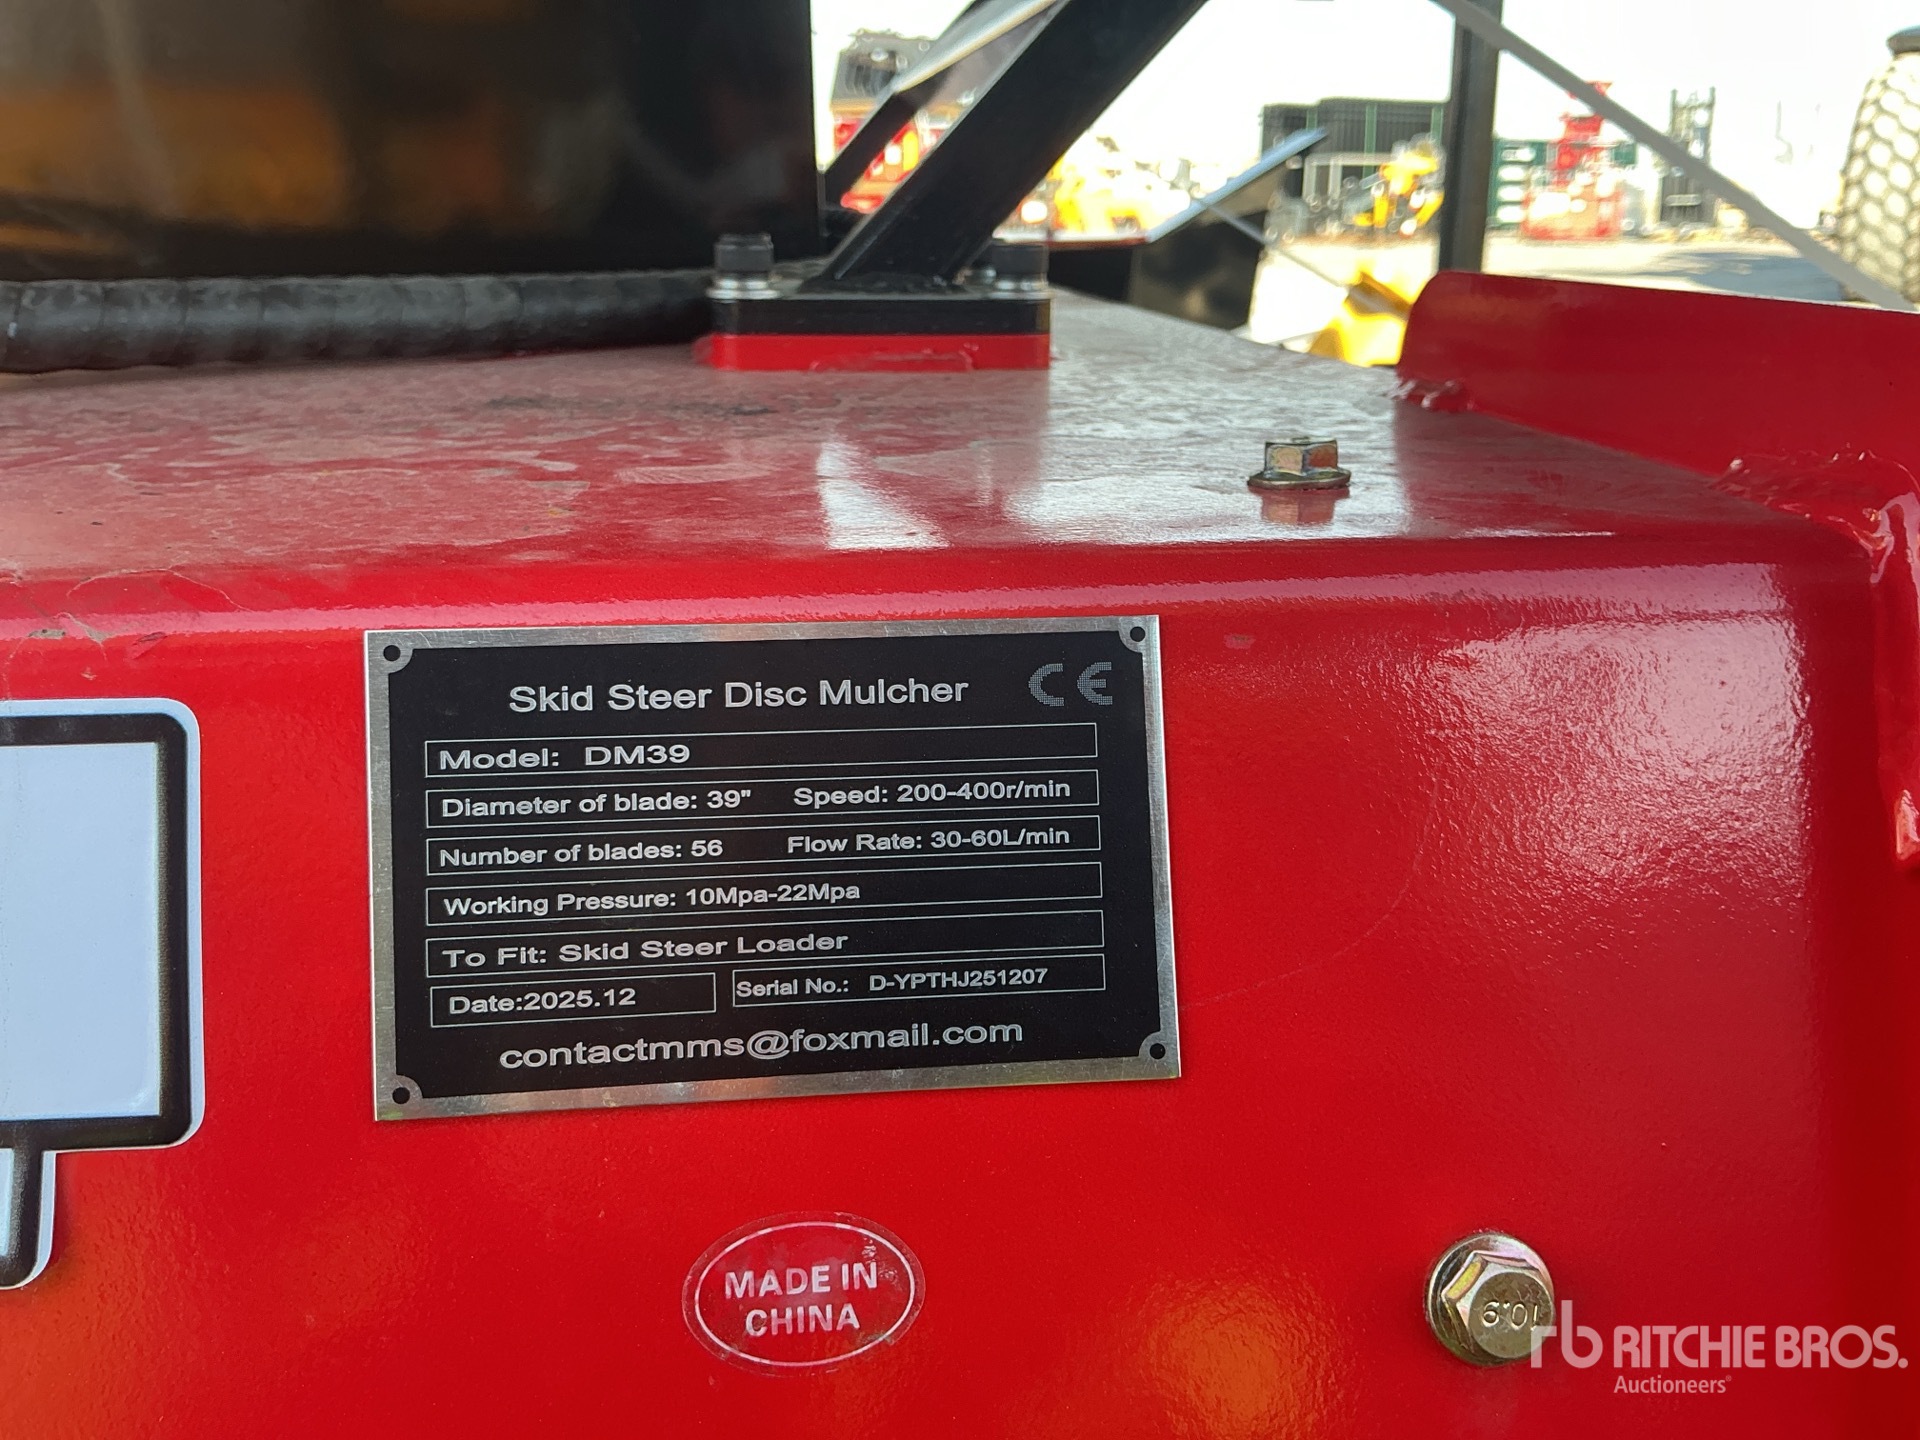 Skid Steer Disc Mulcher CE
Model: DM39
Diameter of blade: 39" Speed: 200-400r/min
Number of blades: 56 Flow Rate: 30-60L/min
Working Pressure: 10Mpa-22Mpa
To Fit: Skid Steer Loader
Date:2025.12 Serial No.: D-YPTHJ251207
contactmms@foxmail.com
MADE IN
CHINA
10.9
rb RITCHIE BROS.
Auctioneers®